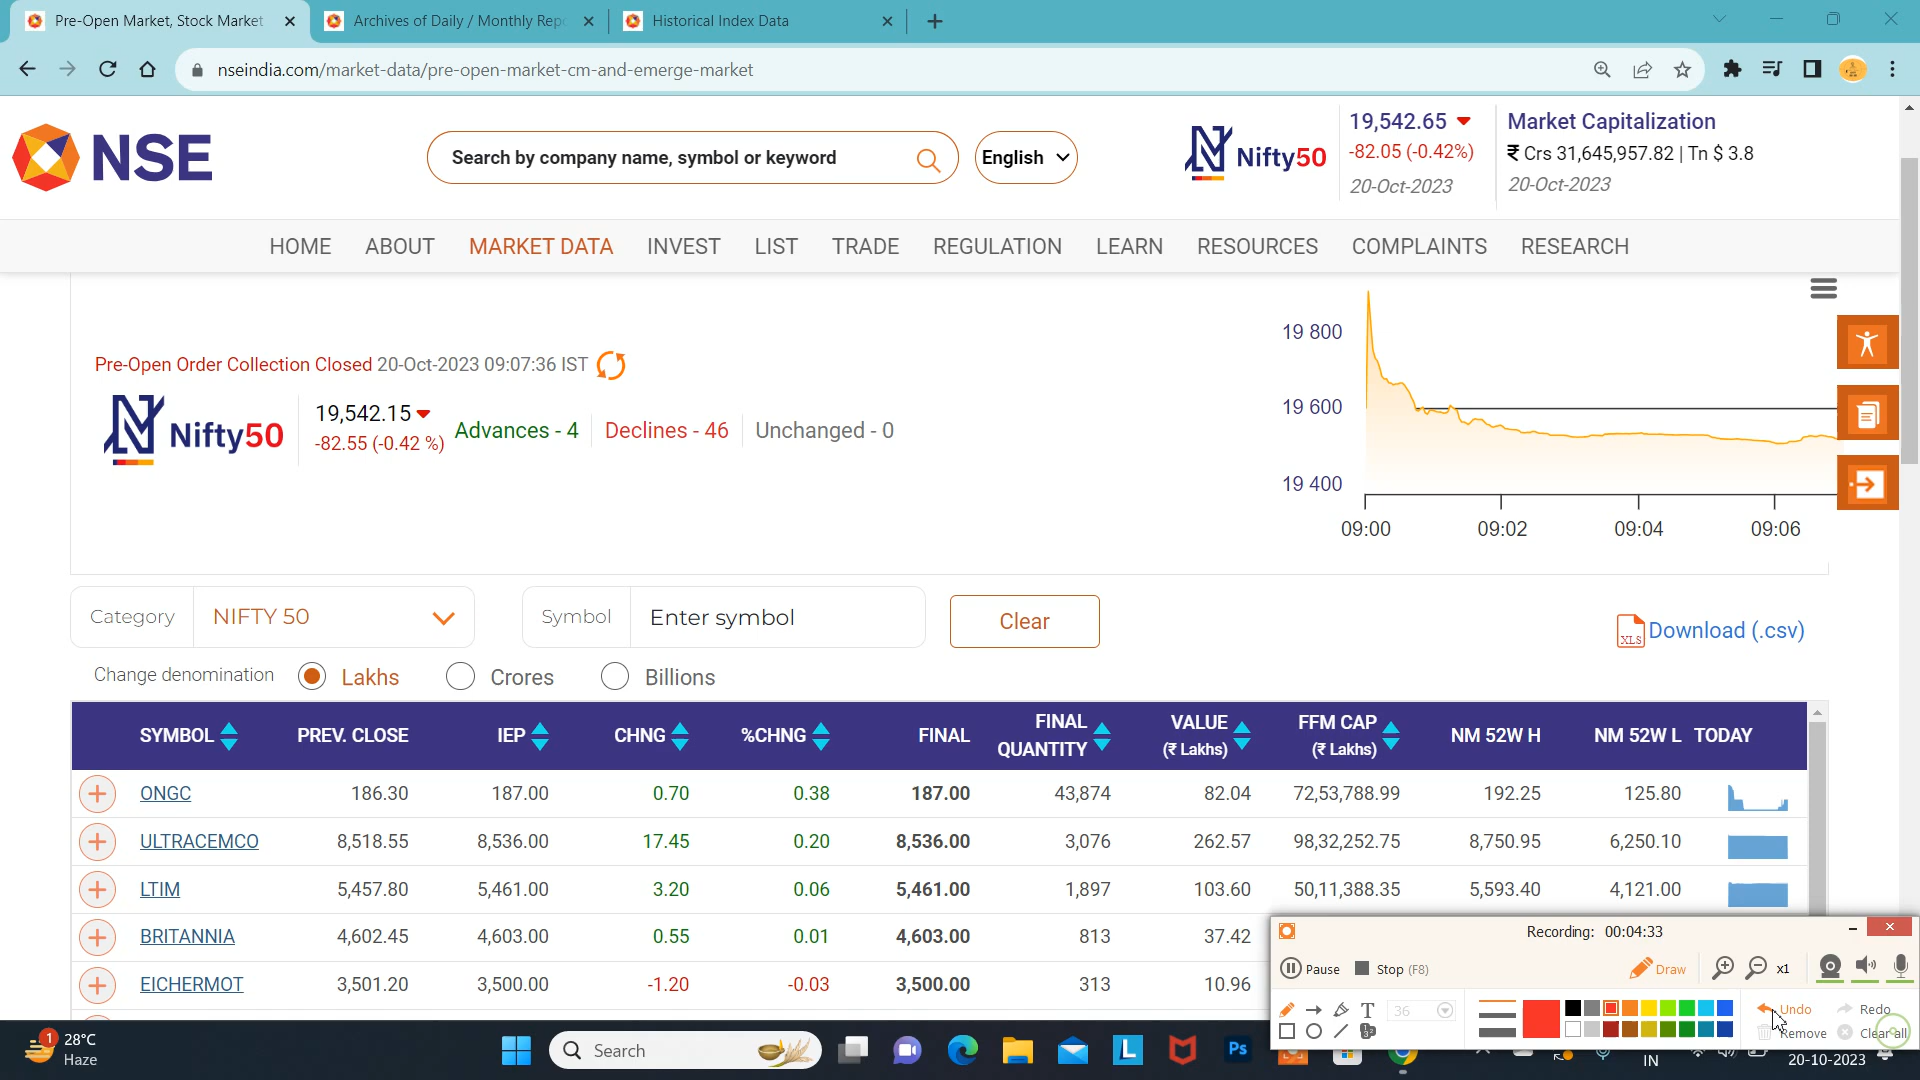 Pre-Open Market, Stock Market
Archives of Daily / Monthly Rep
Historical Index Data
nseindia.com/market-data/pre-open-market-cm-and-emerge-market
NSE
Search by company name, symbol or keyword
English
Nifty50
19,542.65
-82.05 (-0.42%)
20-Oct-2023
Market Capitalization
₹ Crs 31,645,957.82 | Tn $ 3.8
20-Oct-2023
HOME ABOUT MARKET DATA INVEST LIST TRADE REGULATION LEARN RESOURCES COMPLAINTS RESEARCH
Pre-Open Order Collection Closed 20-Oct-2023 09:07:36 IST
Nifty50
19,542.15
-82.55 (-0.42 %)
Advances - 4 Declines - 46 Unchanged - 0
19 800
19 600
19 400
09:00 09:02 09:04 09:06
Category NIFTY 50 Symbol Enter symbol Clear
XLS Download (.csv)
Change denomination Lakhs Crores Billions
SYMBOL PREV. CLOSE IEP CHNG %CHNG FINAL FINAL QUANTITY VALUE (₹ Lakhs) FFM CAP (₹ Lakhs) NM 52W H NM 52W L TODAY
ONGC 186.30 187.00 0.70 0.38 187.00 43,874 82.04 72,53,788.99 192.25 125.80
ULTRACEMCO 8,518.55 8,536.00 17.45 0.20 8,536.00 3,076 262.57 98,32,252.75 8,750.95 6,250.10
LTIM 5,457.80 5,461.00 3.20 0.06 5,461.00 1,897 103.60 50,11,388.35 5,593.40 4,121.00
BRITANNIA 4,602.45 4,603.00 0.55 0.01 4,603.00 813 37.42
EICHERMOT 3,501.20 3,500.00 -1.20 -0.03 3,500.00 313 10.96
Recording: 00:04:33
Pause Stop (F8) Draw x1
T 36 Undo Redo
Remove Clear all
1 28°C
Haze
Search
L
Ps
IN
20-10-2023